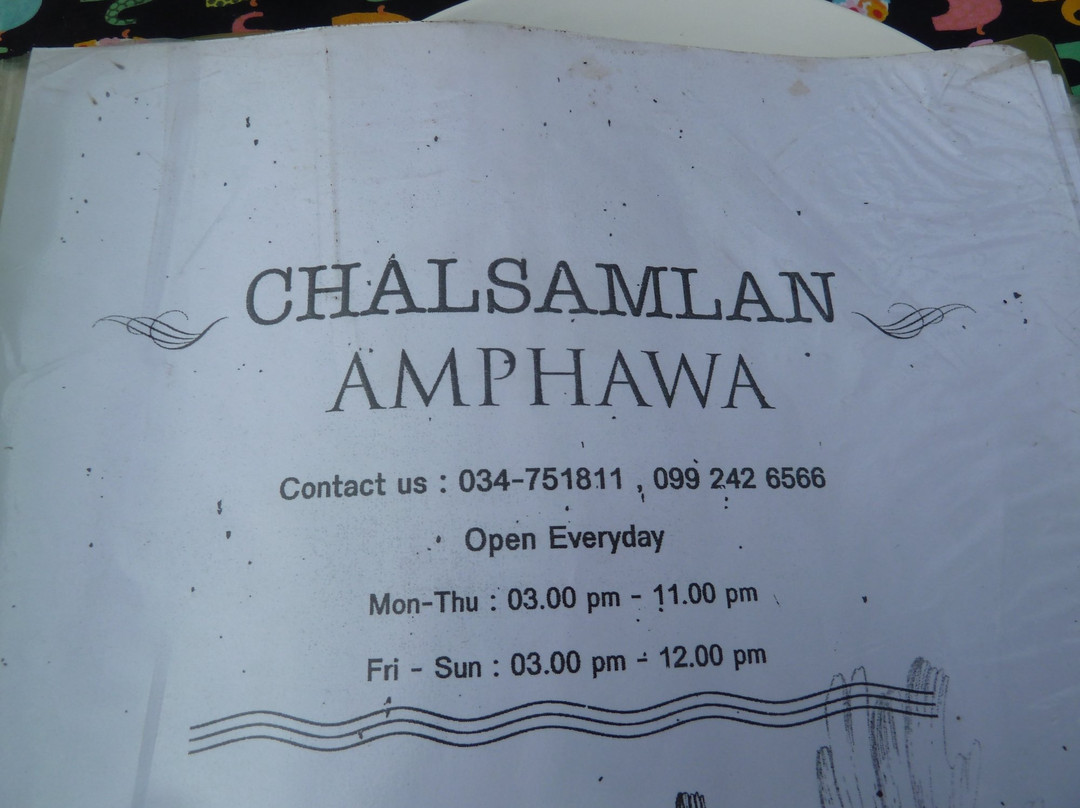 CHALSAMLAN
AMPHAWA
Contact us : 034-751811 , 099 242 6566
Open Everyday
Mon-Thu : 03.00 pm - 11.00 pm
Fri - Sun : 03.00 pm - 12.00 pm